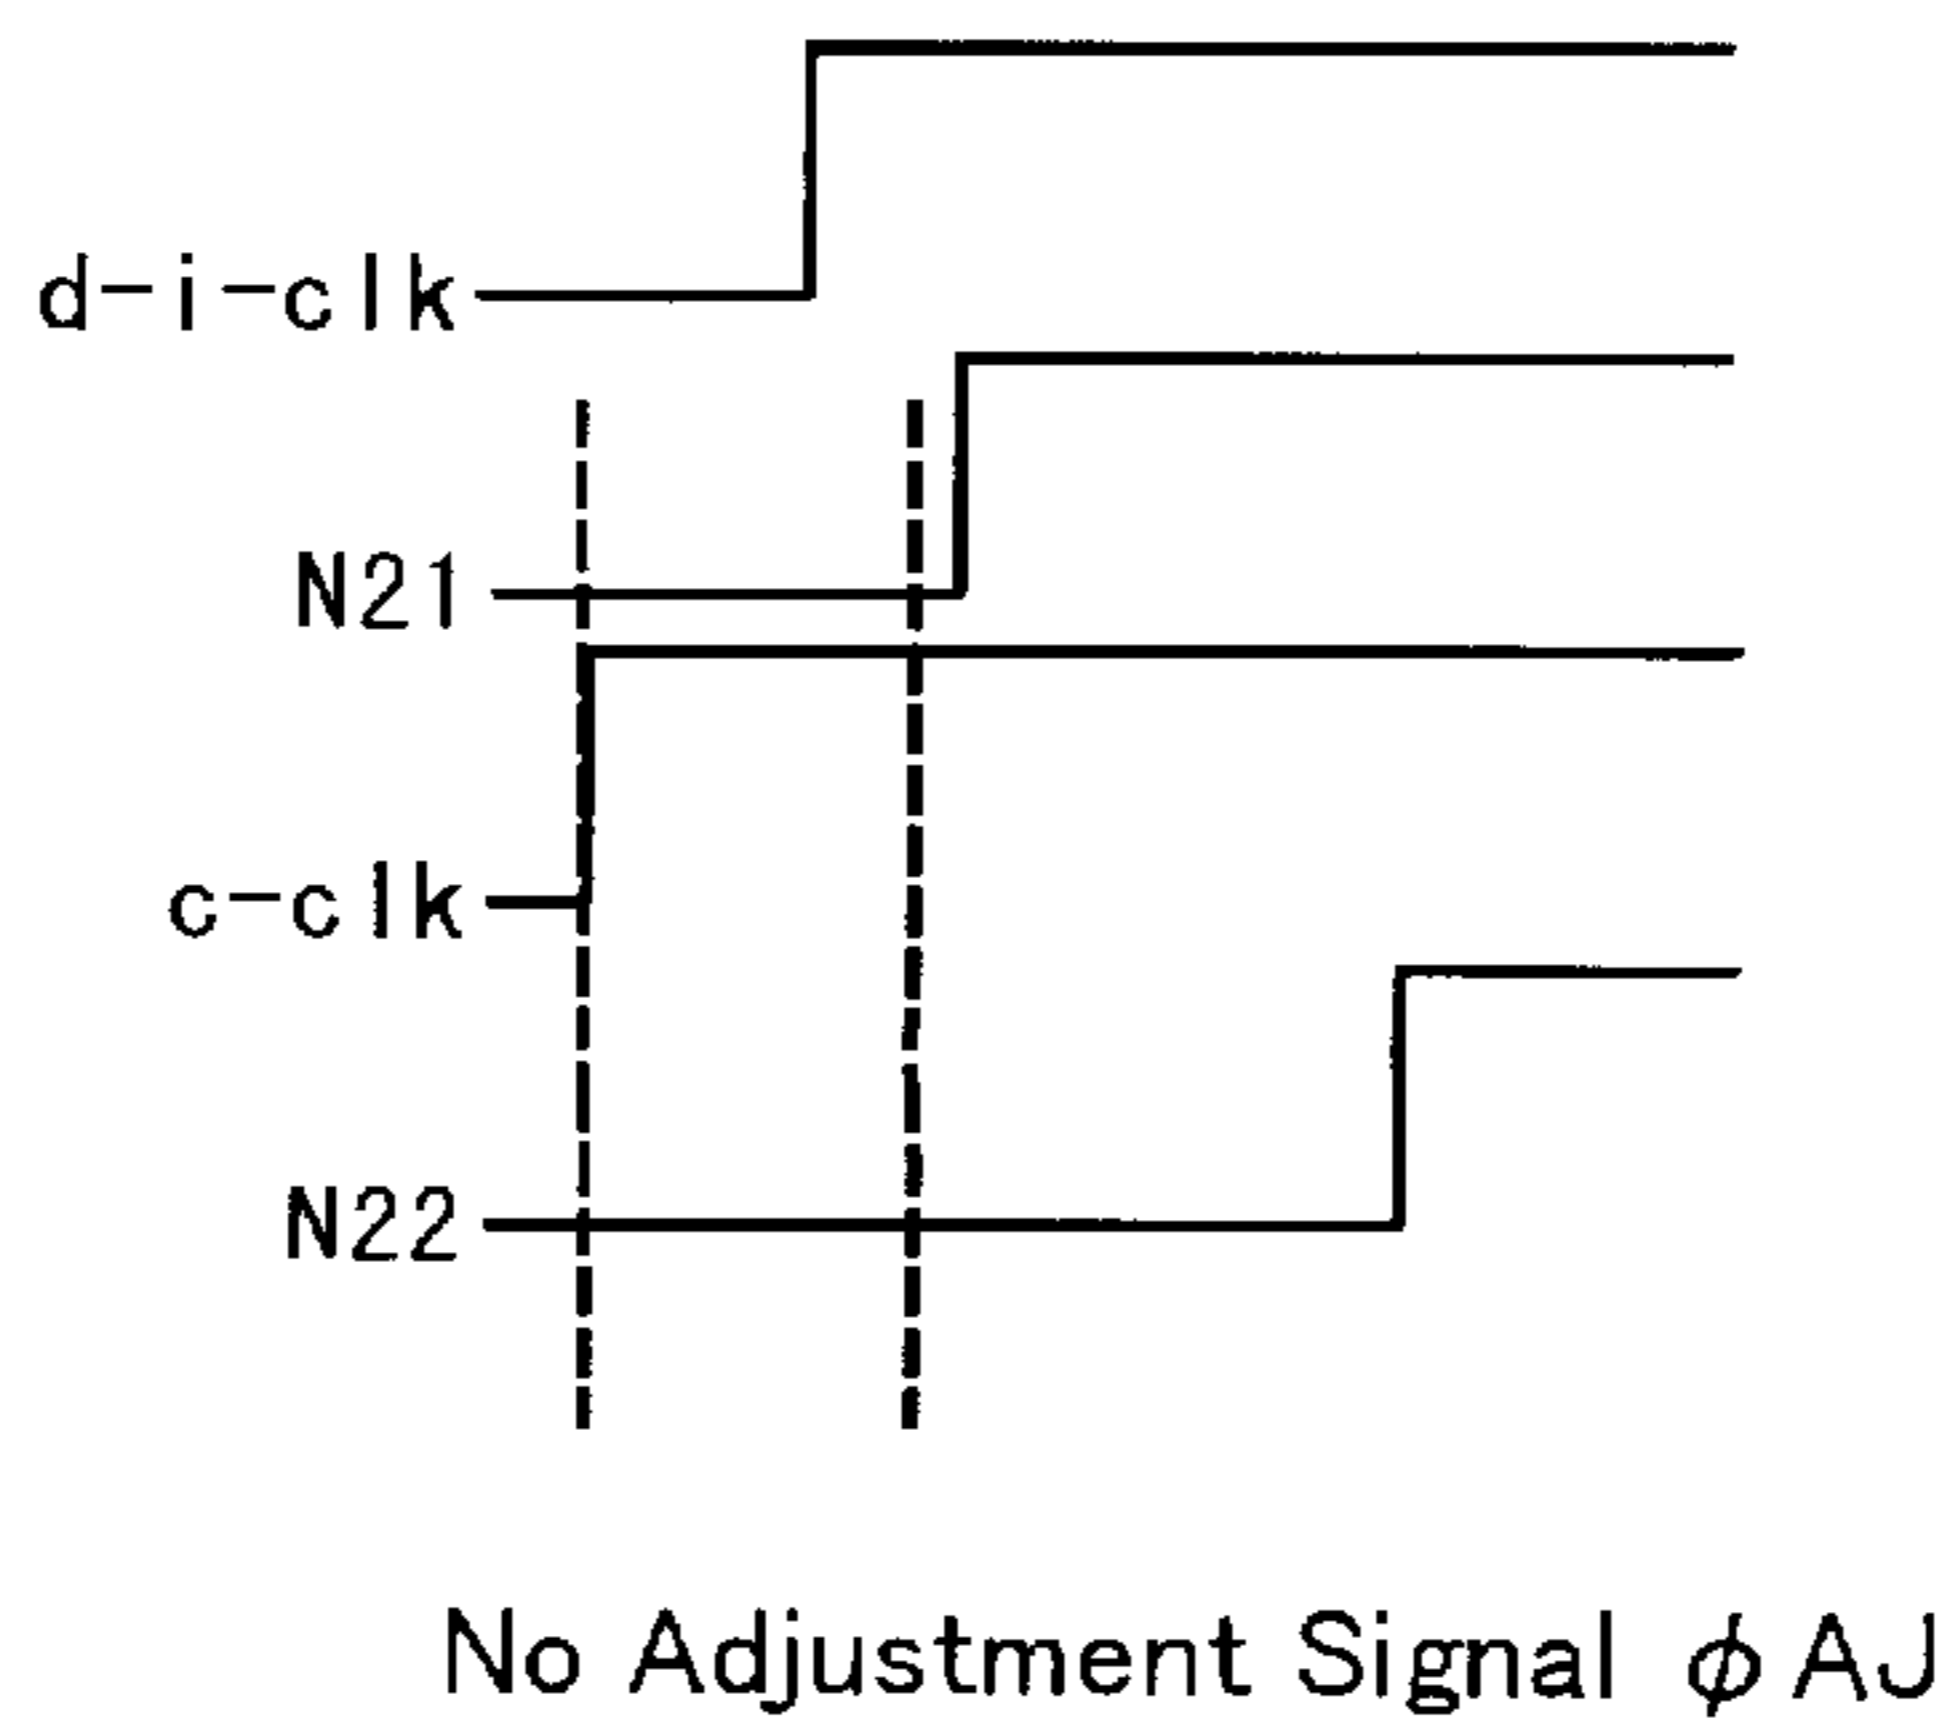 d-i-clk
N21
c-clk
N22
No Adjustment Signal ϕAJ